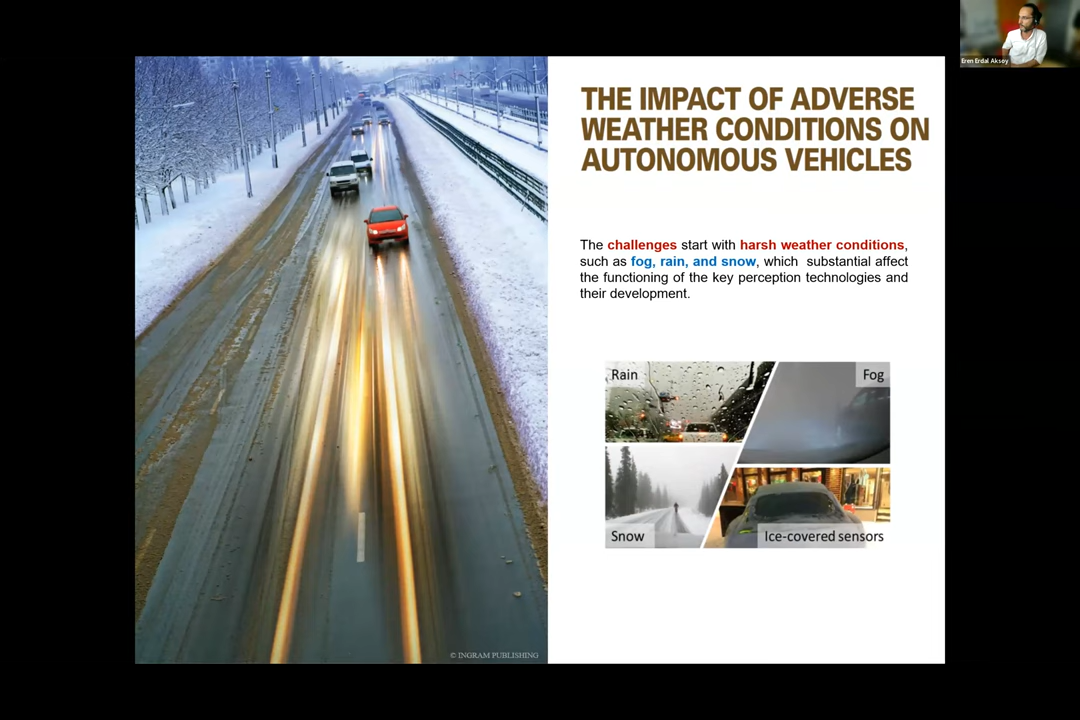 Eren Erdal Aksoy
THE IMPACT OF ADVERSE
WEATHER CONDITIONS ON
AUTONOMOUS VEHICLES
The challenges start with harsh weather conditions,
such as fog, rain, and snow, which substantial affect
the functioning of the key perception technologies and
their development.
Rain
Fog
Snow
Ice-covered sensors
© INGRAM PUBLISHING